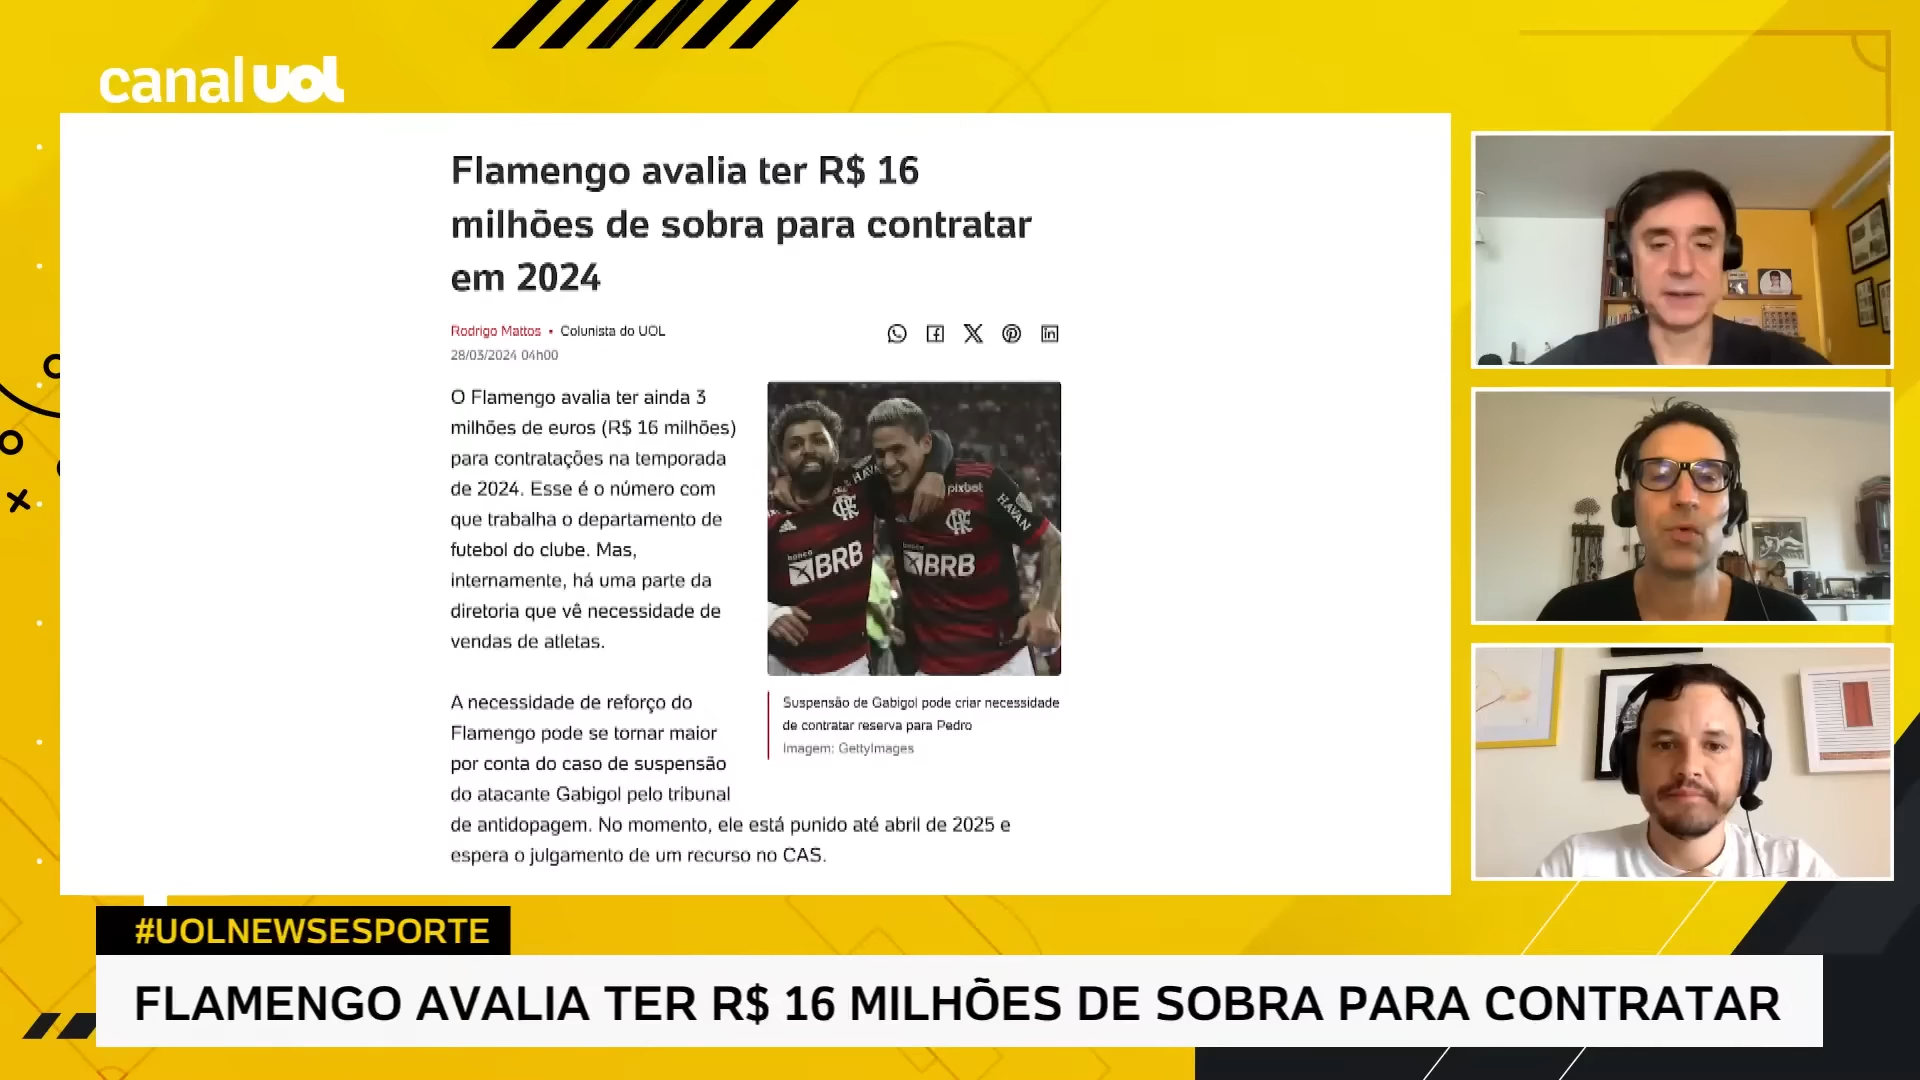 canal uol
Flamengo avalia ter R$ 16
milhões de sobra para contratar
em 2024
Rodrigo Mattos • Colunista do UOL
28/03/2024 04h00
O Flamengo avalia ter ainda 3
milhões de euros (R$ 16 milhões)
para contratações na temporada
de 2024. Esse é o número com
que trabalha o departamento de
futebol do clube. Mas,
internamente, há uma parte da
diretoria que vê necessidade de
vendas de atletas.
HAVA
pixbet
HAVAN
banco
BRB
banco
BRB
Suspensão de Gabigol pode criar necessidade
de contratar reserva para Pedro
Imagem: GettyImages
A necessidade de reforço do
Flamengo pode se tornar maior
por conta do caso de suspensão
do atacante Gabigol pelo tribunal
de antidopagem. No momento, ele está punido até abril de 2025 e
espera o julgamento de um recurso no CAS.
#UOLNEWSESPORTE
FLAMENGO AVALIA TER R$ 16 MILHÕES DE SOBRA PARA CONTRATAR